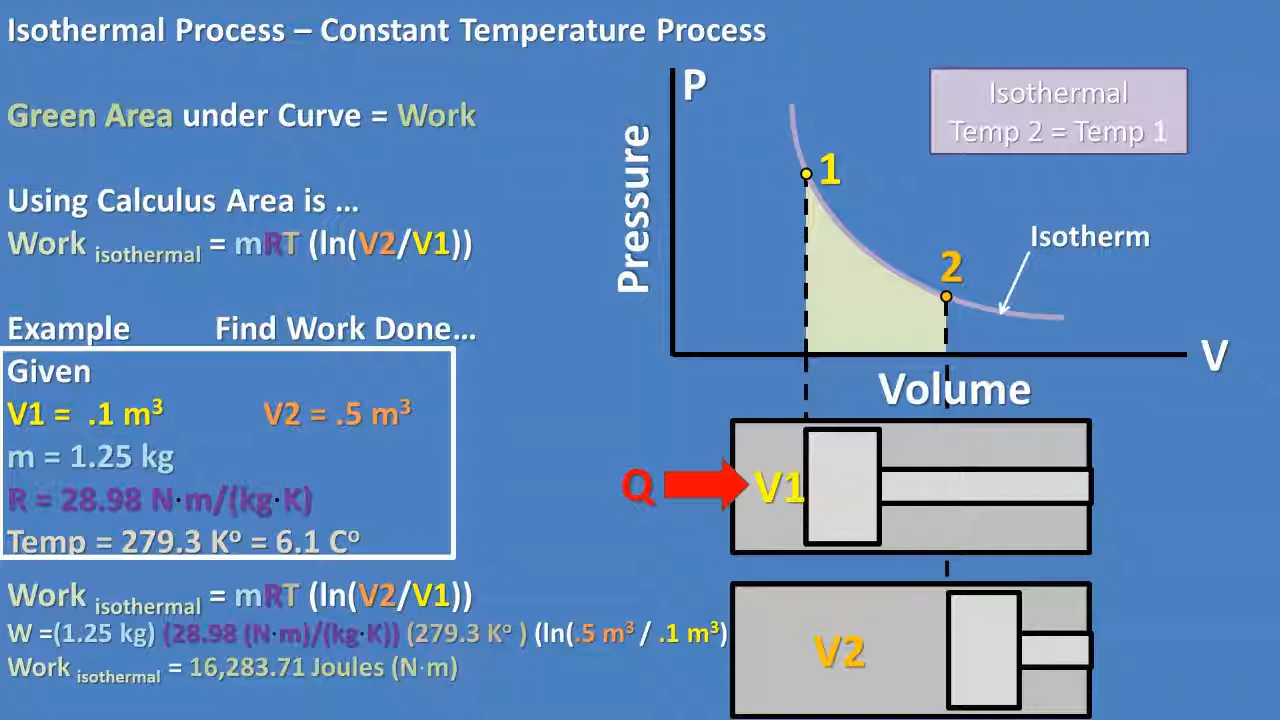 Isothermal Process – Constant Temperature Process
Green Area under Curve = Work
Using Calculus Area is …
Work isothermal = mRT (ln(V2/V1))
Example Find Work Done…
Given
V1 = .1 m³ V2 = .5 m³
m = 1.25 kg
R = 28.98 N·m/(kg·K)
Temp = 279.3 Kº = 6.1 Cº
Work isothermal = mRT (ln(V2/V1))
W =(1.25 kg) (28.98 (N·m)/(kg·K)) (279.3 Kº ) (ln(.5 m³ / .1 m³)
Work isothermal = 16,283.71 Joules (N·m)
P
Isothermal
Temp 2 = Temp 1
Pressure
1
Isotherm
2
V
Volume
Q
V1
V2